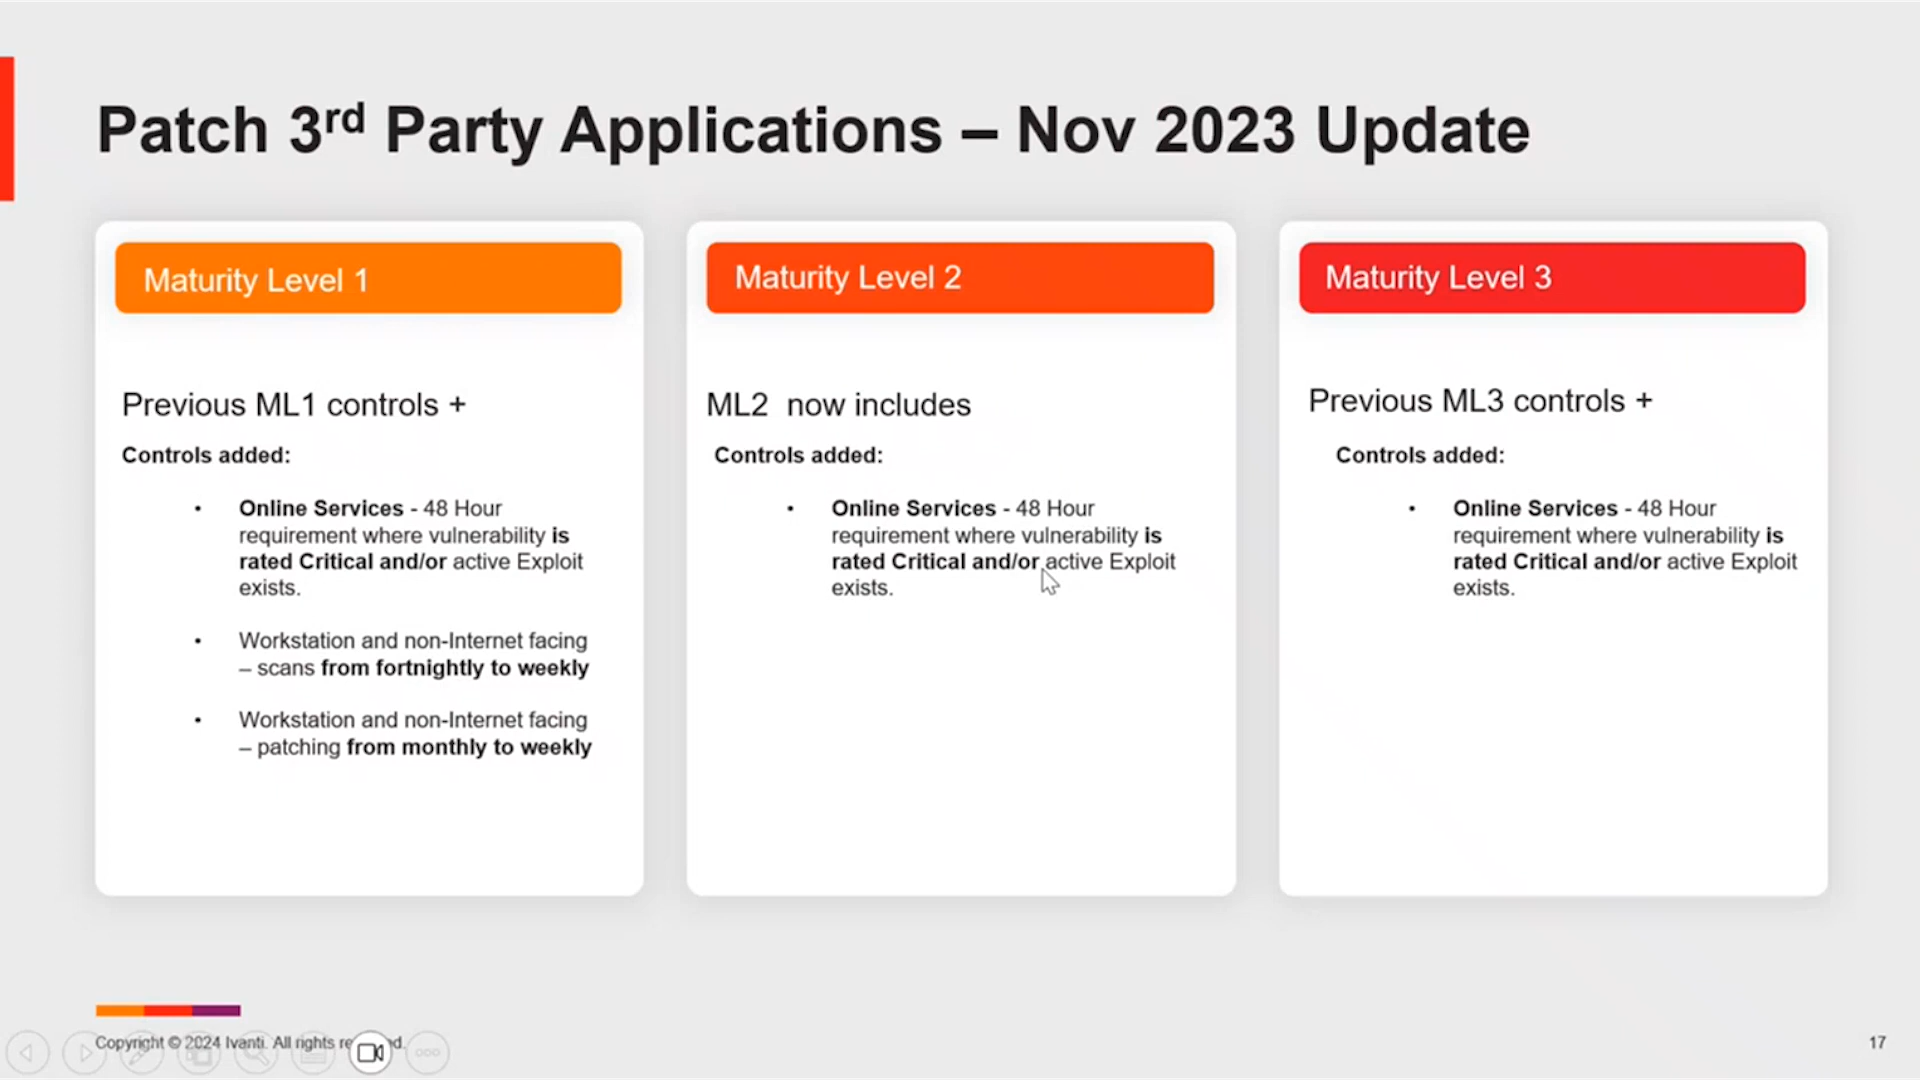 Patch 3rd Party Applications – Nov 2023 Update
Maturity Level 1
Previous ML1 controls +
Controls added:
• Online Services - 48 Hour
requirement where vulnerability is
rated Critical and/or active Exploit
exists.
• Workstation and non-Internet facing
– scans from fortnightly to weekly
• Workstation and non-Internet facing
– patching from monthly to weekly
Maturity Level 2
ML2 now includes
Controls added:
• Online Services - 48 Hour
requirement where vulnerability is
rated Critical and/or active Exploit
exists.
Maturity Level 3
Previous ML3 controls +
Controls added:
• Online Services - 48 Hour
requirement where vulnerability is
rated Critical and/or active Exploit
exists.
Copyright © 2024 Ivanti. All rights
17